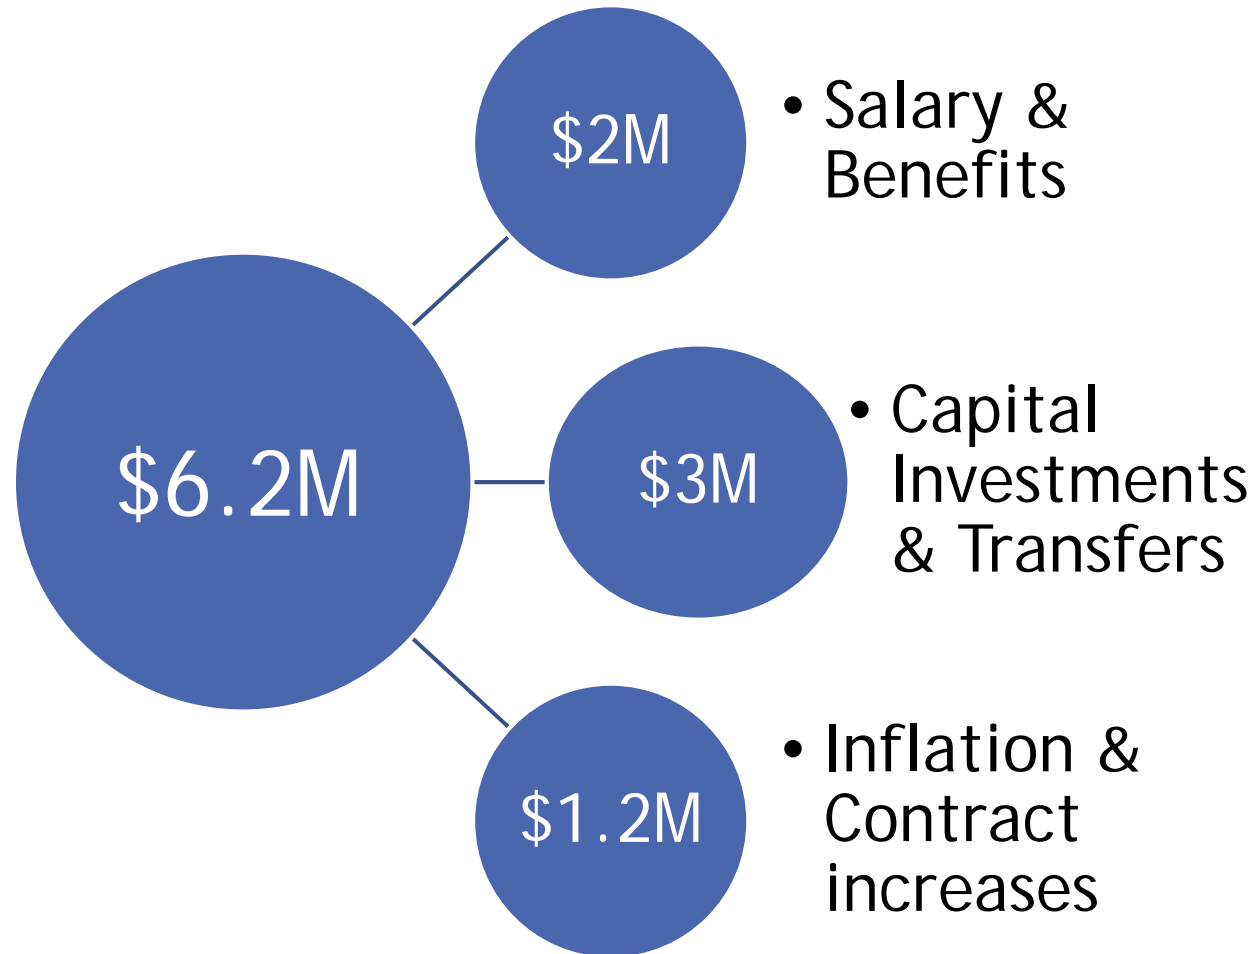 $6.2M
$2M
• Salary &
Benefits
$3M
• Capital
Investments
& Transfers
$1.2M
• Inflation &
Contract
increases